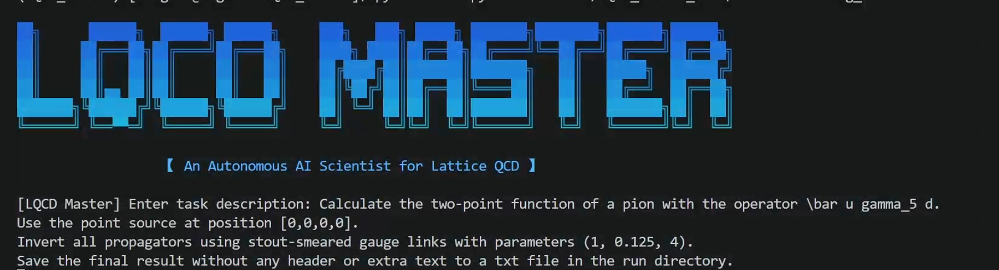 LQCD MASTER
【 An Autonomous AI Scientist for Lattice QCD 】
[LQCD Master] Enter task description: Calculate the two-point function of a pion with the operator \bar u gamma_5 d.
Use the point source at position [0,0,0,0].
Invert all propagators using stout-smeared gauge links with parameters (1, 0.125, 4).
Save the final result without any header or extra text to a txt file in the run directory.